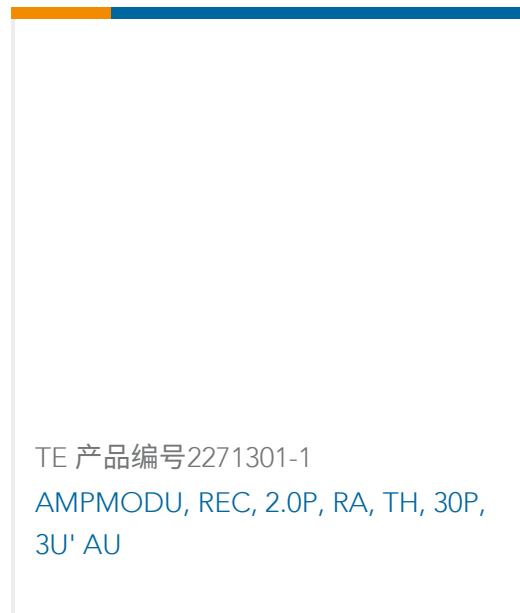 TE 产品编号2271301-1
AMPMODU, REC, 2.0P, RA, TH, 30P,
3U' AU